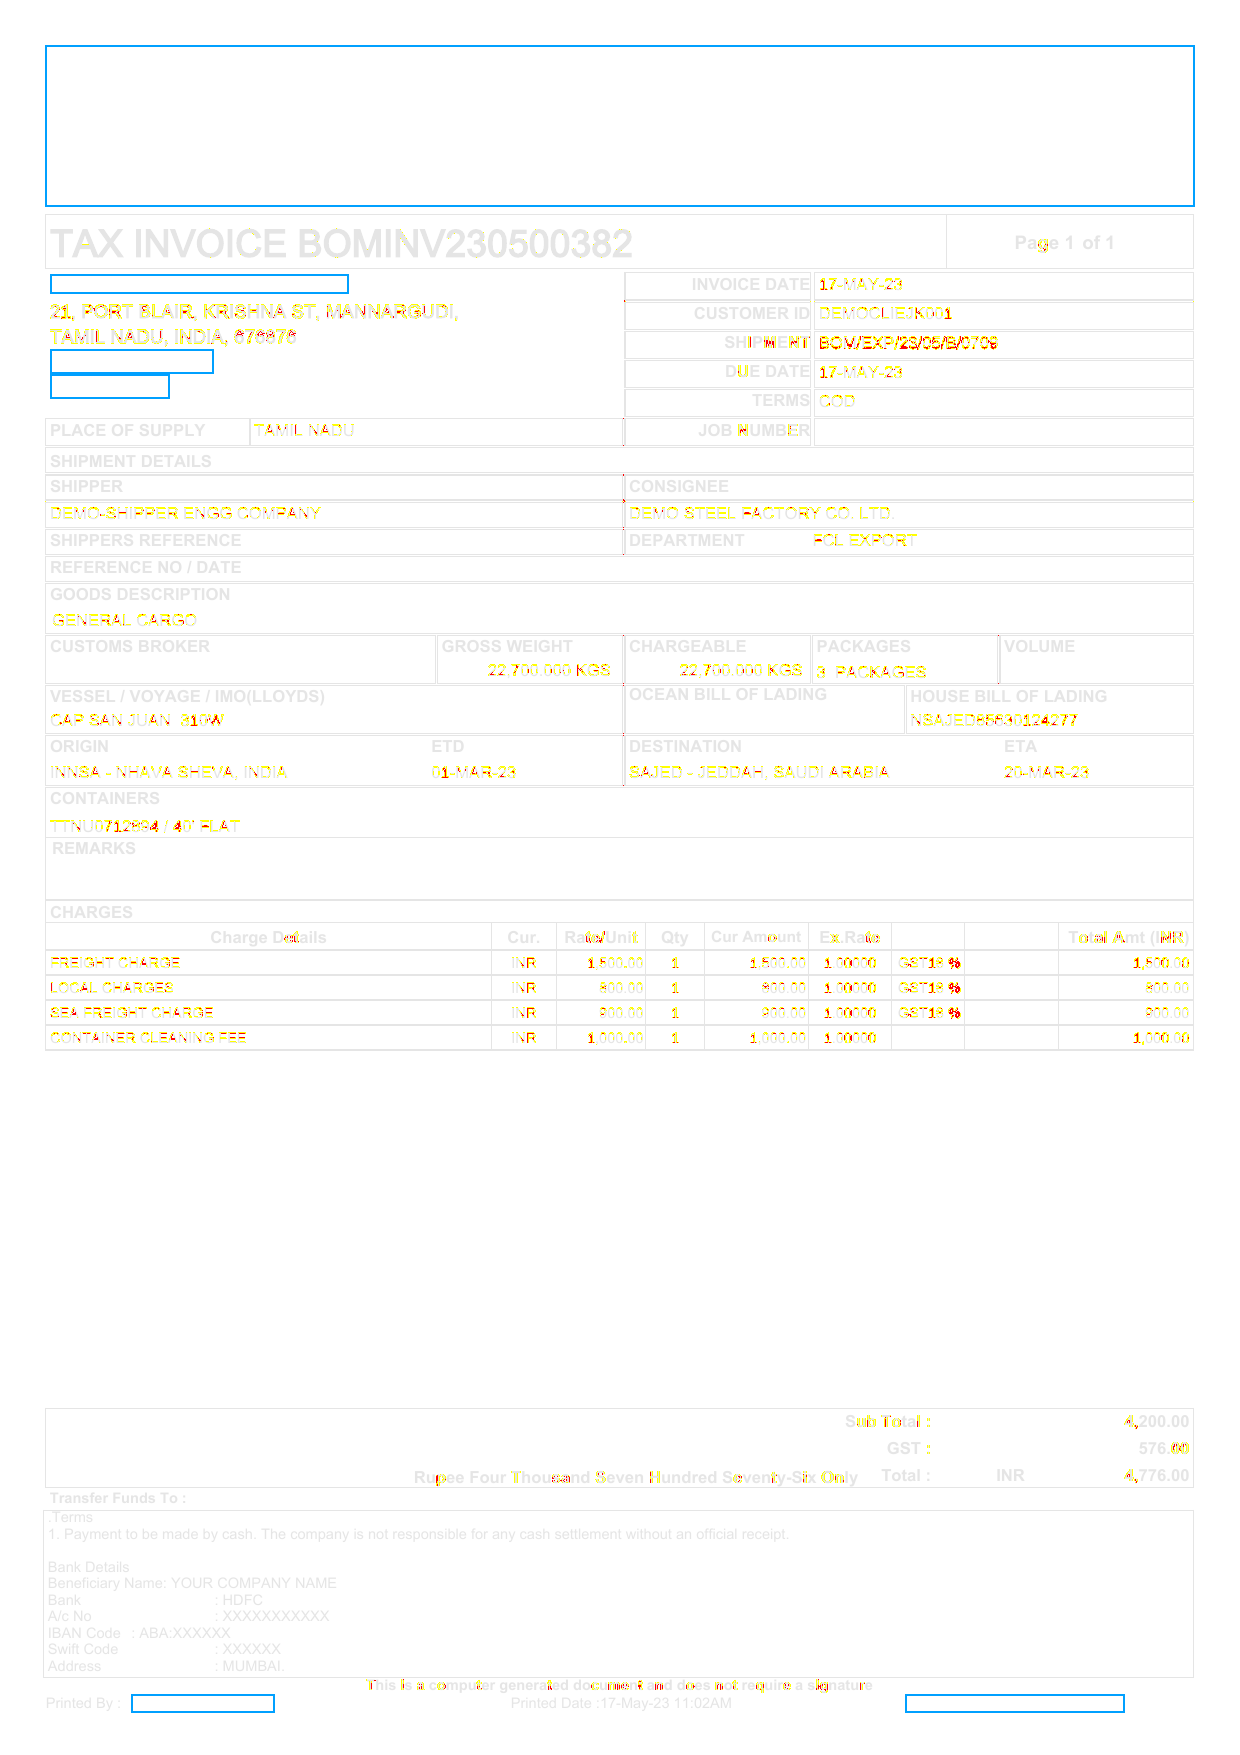 TAX INVOICE BOMINV230500382 Page 1 of 1
INVOICE DATE 17-MAY-23
21, PORT BLAIR, KRISHNA ST, MANNARGUDI,
CUSTOMER ID DEMOCLIEJK001
TAMIL NADU, INDIA,
SHIPMENT BOM/EXP/23/05/B/0709
DUE DATE 17-MAY-23
TERMS COD
PLACE OF SUPPLY TAMIL NADU JOB NUMBER
SHIPMENT DETAILS
SHIPPER CONSIGNEE
DEMO-SHIPPER ENGG COMPANY DEMO STEEL FACTORY CO. LTD.
SHIPPERS REFERENCE DEPARTMENT FCL EXPORT
REFERENCE NO / DATE
GOODS DESCRIPTION
GENERAL CARGO
CUSTOMS BROKER GROSS WEIGHT CHARGEABLE PACKAGES VOLUME
22,700.000 KGS 22,700.000 KGS 3 PACKAGES
VESSEL / VOYAGE / IMO(LLOYDS) OCEAN BILL OF LADING HOUSE BILL OF LADING
CAP SAN JUAN 310W
ORIGIN ETD DESTINATION ETA
INNSA - NHAVA SHEVA, INDIA 01-MAR-23 SAJED - JEDDAH, SAUDI ARABIA 20-MAR-23
CONTAINERS
/ 40' FLAT
REMARKS
CHARGES
Charge Details Cur. Rate/Unit Qty Cur Amount Ex.Rate Total Amt (INR)
FREIGHT CHARGE INR 1,500.00 1 1,500.00 1.00000 GST18 % 1,500.00
LOCAL CHARGES INR 800.00 1 800.00 1.00000 GST18 % 800.00
SEA FREIGHT CHARGE INR 900.00 1 900.00 1.00000 GST18 % 900.00
CONTAINER CLEANING FEE INR 1,000.00 1 1,000.00 1.00000 1,000.00
Sub Total : 4,200.00
GST : 576.00
Rupee Four Thousand Seven Hundred Seventy-Six Only Total : INR 4,776.00
Transfer Funds To :
.Terms
1. Payment to be made by cash. The company is not responsible for any cash settlement without an official receipt.
Bank Details
Beneficiary Name: YOUR COMPANY NAME
Bank : HDFC
A/c No : XXXXXXXXXXX
IBAN Code : ABA:XXXXXX
Swift Code : XXXXXX
Address : MUMBAI.
This is a computer generated document and does not require a signature
Printed By : Printed Date :17-May-23 11:02AM